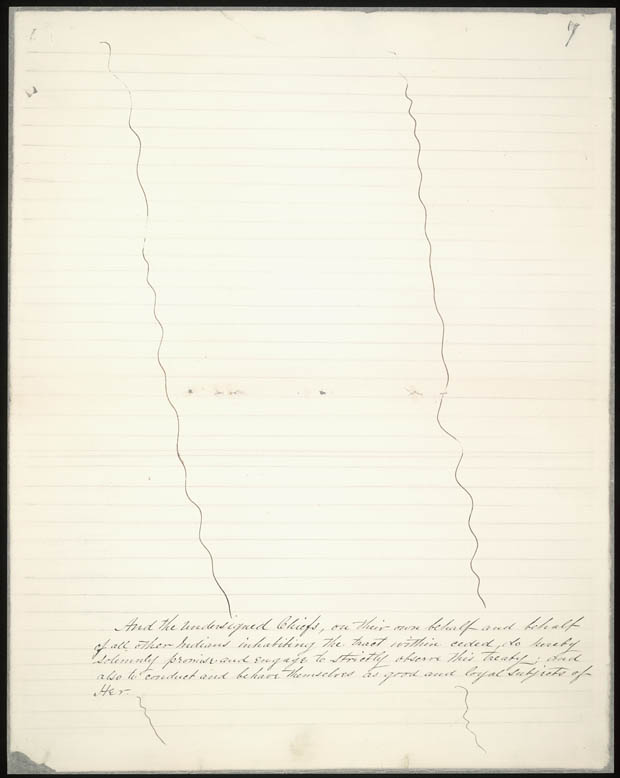 7
And the undersigned Chiefs, on their own behalf and behalf
of all other Indians inhabiting the tract within ceded, do hereby
solemnly promise and engage to strictly observe this treaty; and
also to conduct and behave themselves as good and loyal subjects of
Her.